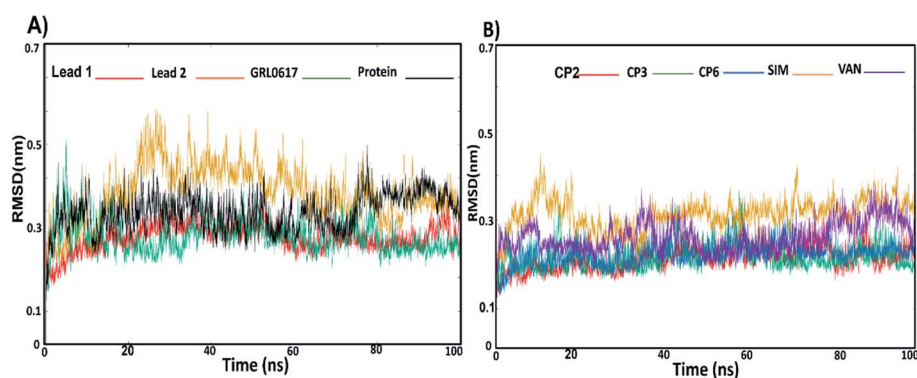 A)
0.7
Lead 1 Lead 2 GRL0617 Protein
0.5
RMSD(nm)
0.3
0.1
0
0 20 40 60 80 100
Time (ns)
B)
0.7
CP2 CP3 CP6 SIM VAN
0.5
RMSD(nm)
0.3
0.1
0
0 20 40 60 80 100
Time (ns)